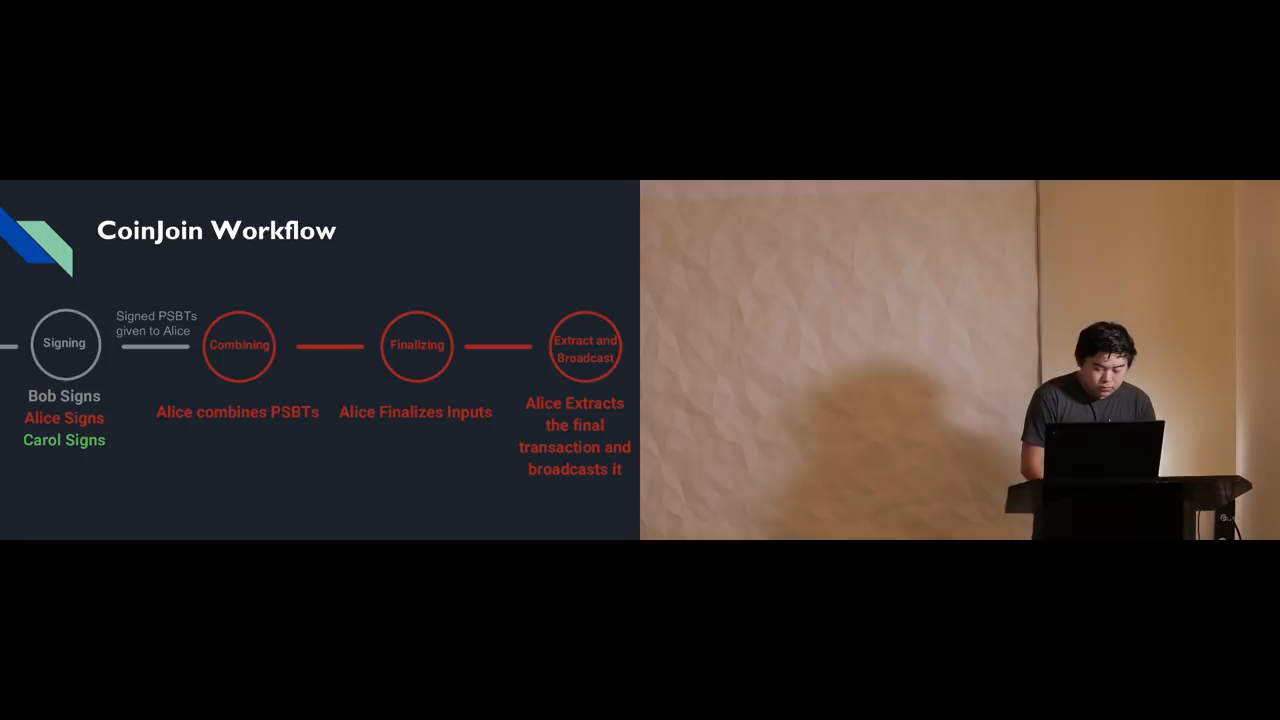 CoinJoin Workflow
Signing
Signed PSBTs
given to Alice
Combining
Finalizing
Extract and
Broadcast
Bob Signs
Alice Signs
Carol Signs
Alice combines PSBTs
Alice Finalizes Inputs
Alice Extracts
the final
transaction and
broadcasts it